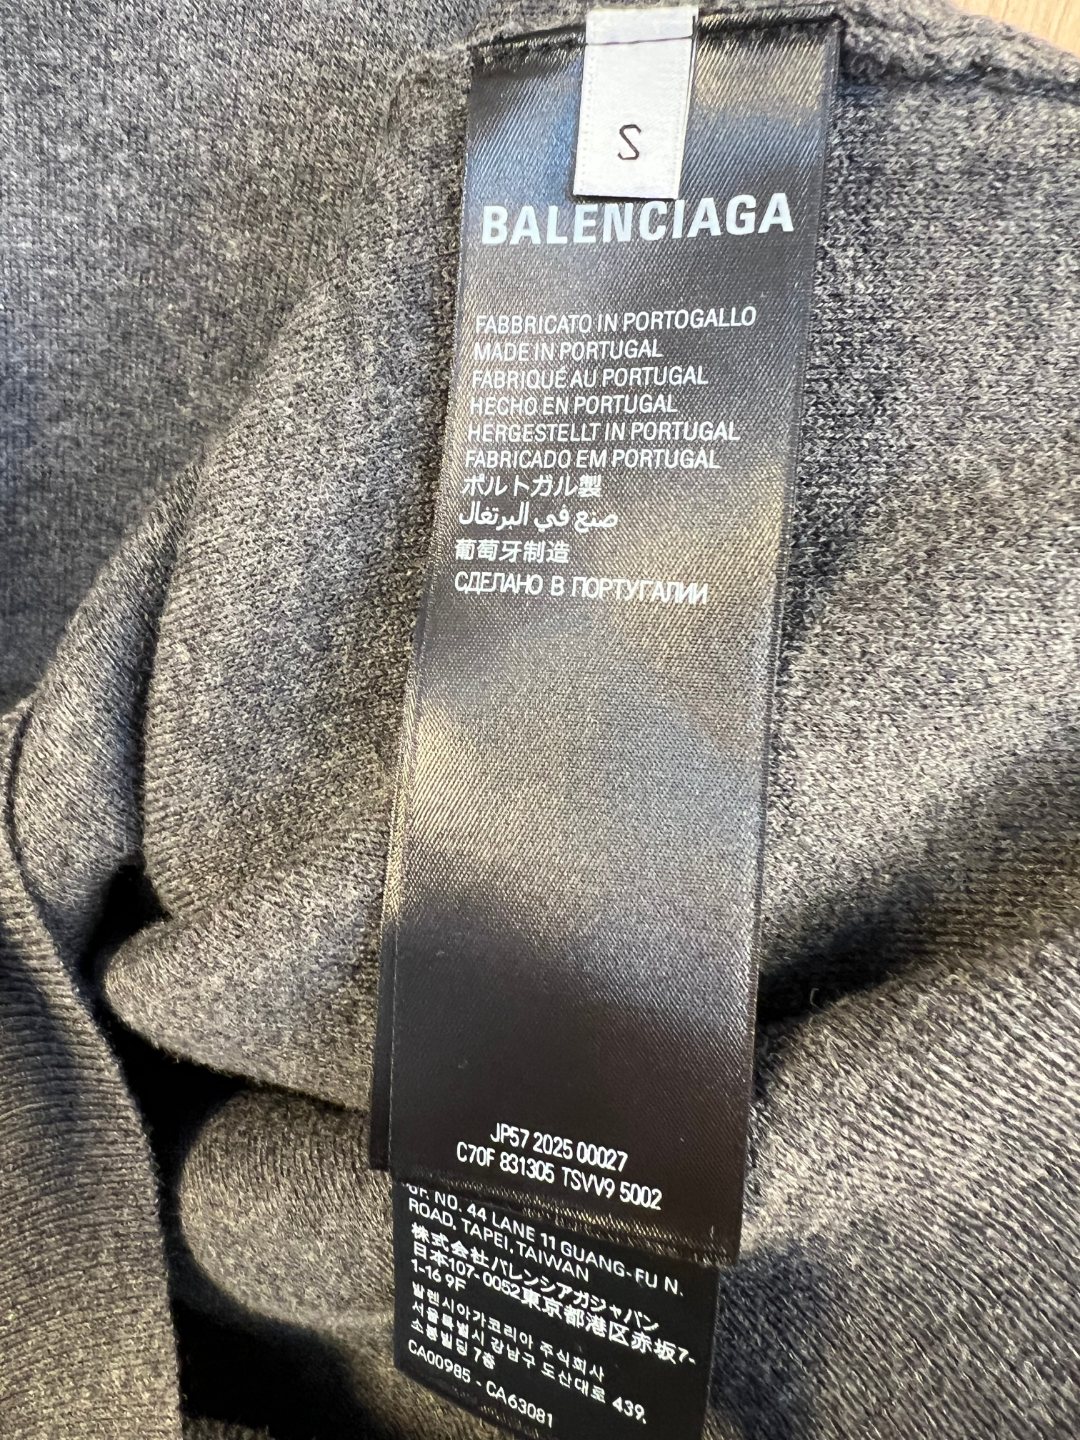 S
BALENCIAGA
FABBRICATO IN PORTOGALLO
MADE IN PORTUGAL
FABRIQUÉ AU PORTUGAL
HECHO EN PORTUGAL
HERGESTELLT IN PORTUGAL
FABRICADO EM PORTUGAL
ポルトガル製
صنع في البرتغال
葡萄牙制造
СДЕЛАНО В ПОРТУГАЛИИ
JP57 2025 00027
C70F 831305 TSVV9 5002
NO. 44 LANE 11 GUANG-FU N.
ROAD, TAPEI, TAIWAN
株式会社バレンシアガジャパン
日本107-0052東京都港区赤坂7-
1-16 9F
발렌시아가코리아 주식회사
서울특별시 강남구 도산대로 439,
소통빌딩 7층
CA00985 - CA63081